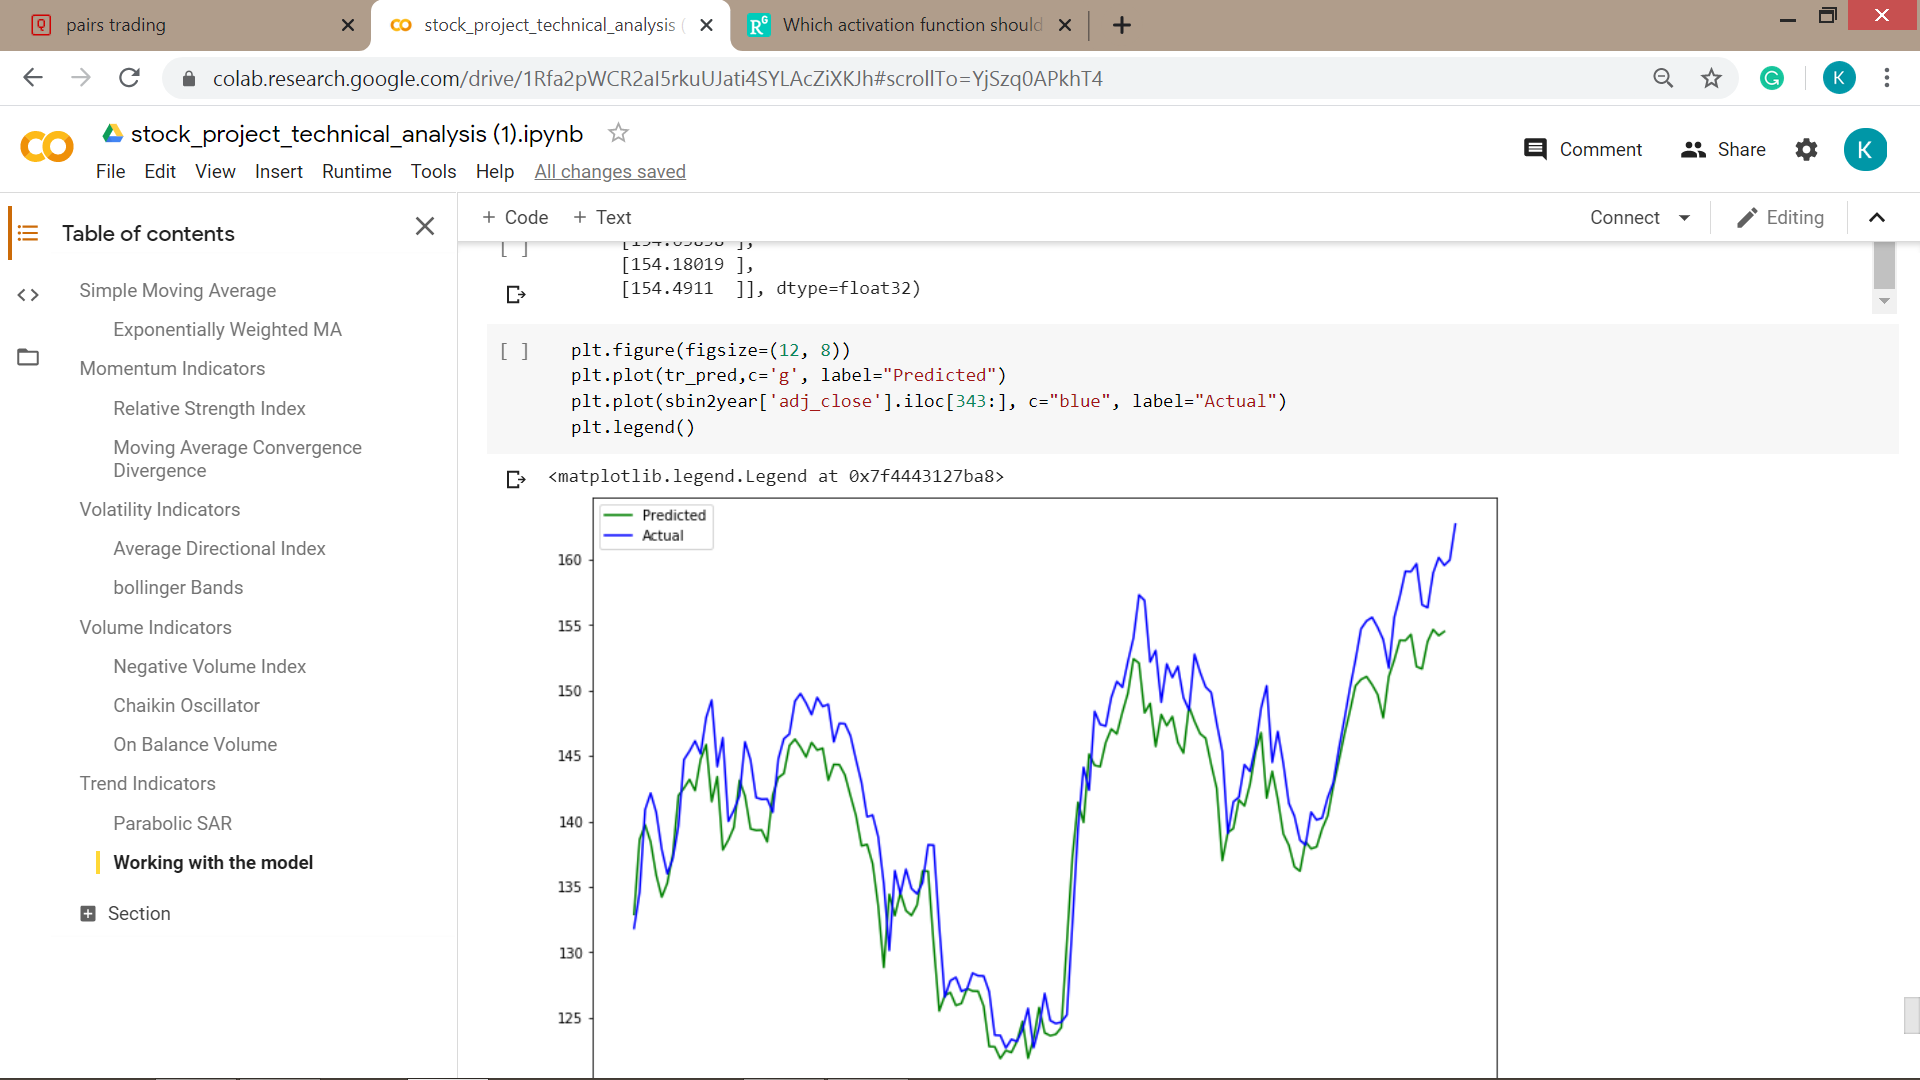 pairs trading
stock_project_technical_analysis (
Which activation function should
colab.research.google.com/drive/1Rfa2pWCR2aI5rkuUJati4SYLAcZiXKJh#scrollTo=YjSzq0APkhT4
K
stock_project_technical_analysis (1).ipynb
Comment
Share
K
File Edit View Insert Runtime Tools Help All changes saved
Table of contents
+ Code + Text
Connect
Editing
Simple Moving Average
Exponentially Weighted MA
Momentum Indicators
Relative Strength Index
Moving Average Convergence
Divergence
Volatility Indicators
Average Directional Index
bollinger Bands
Volume Indicators
Negative Volume Index
Chaikin Oscillator
On Balance Volume
Trend Indicators
Parabolic SAR
Working with the model
Section
[154.18019 ],
[154.4911 ]], dtype=float32)
[ ] plt.figure(figsize=(12, 8))
plt.plot(tr_pred,c='g', label="Predicted")
plt.plot(sbin2year['adj_close'].iloc[343:], c="blue", label="Actual")
plt.legend()
<matplotlib.legend.Legend at 0x7f4443127ba8>
Predicted
Actual
160
155
150
145
140
135
130
125